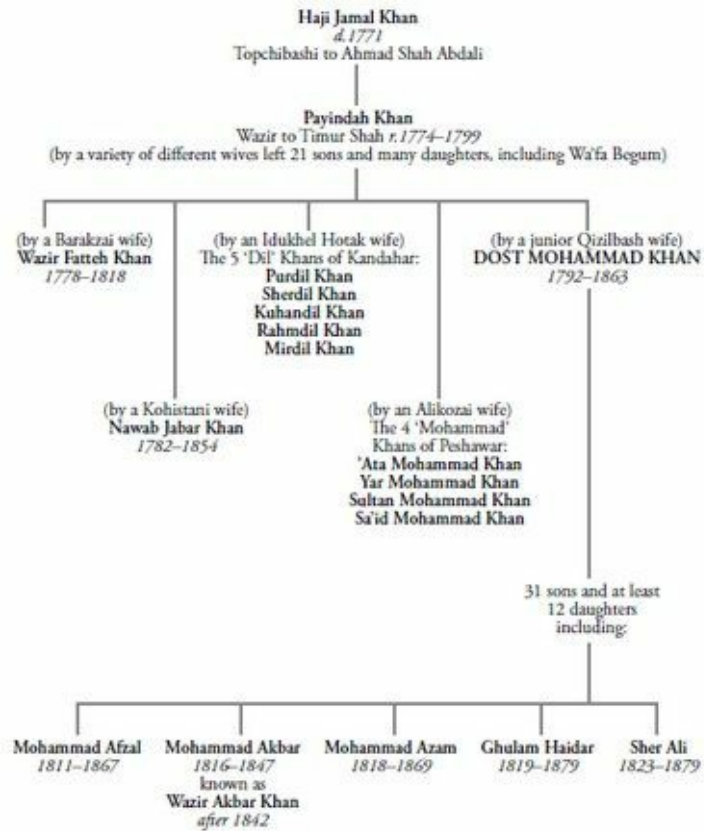 Haji Jamal Khan
d.1771
Topchibashi to Ahmad Shah Abdali
Payindah Khan
Wazir to Timur Shah r.1774–1799
(by a variety of different wives left 21 sons and many daughters, including Wa'fa Begum)
(by a Barakzai wife)
Wazir Fatteh Khan
1778–1818
(by an Idukhel Hotak wife)
The 5 'Dil' Khans of Kandahar:
Purdil Khan
Sherdil Khan
Kuhandil Khan
Rahmdil Khan
Mirdil Khan
(by a junior Qizilbash wife)
DOST MOHAMMAD KHAN
1792–1863
(by a Kohistani wife)
Nawab Jabar Khan
1782–1854
(by an Alikozai wife)
The 4 'Mohammad'
Khans of Peshawar:
'Ata Mohammad Khan
Yar Mohammad Khan
Sultan Mohammad Khan
Sa'id Mohammad Khan
31 sons and at least
12 daughters
including:
Mohammad Afzal
1811–1867
Mohammad Akbar
1816–1847
known as
Wazir Akbar Khan
after 1842
Mohammad Azam
1818–1869
Ghulam Haidar
1819–1879
Sher Ali
1823–1879